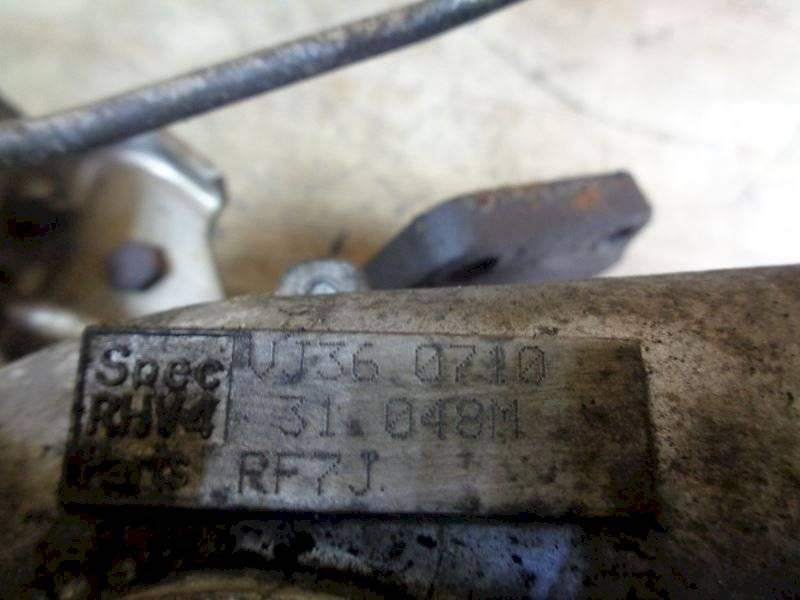 Spec VJ36 0710
RHV4 31.048M
Parts RF7J